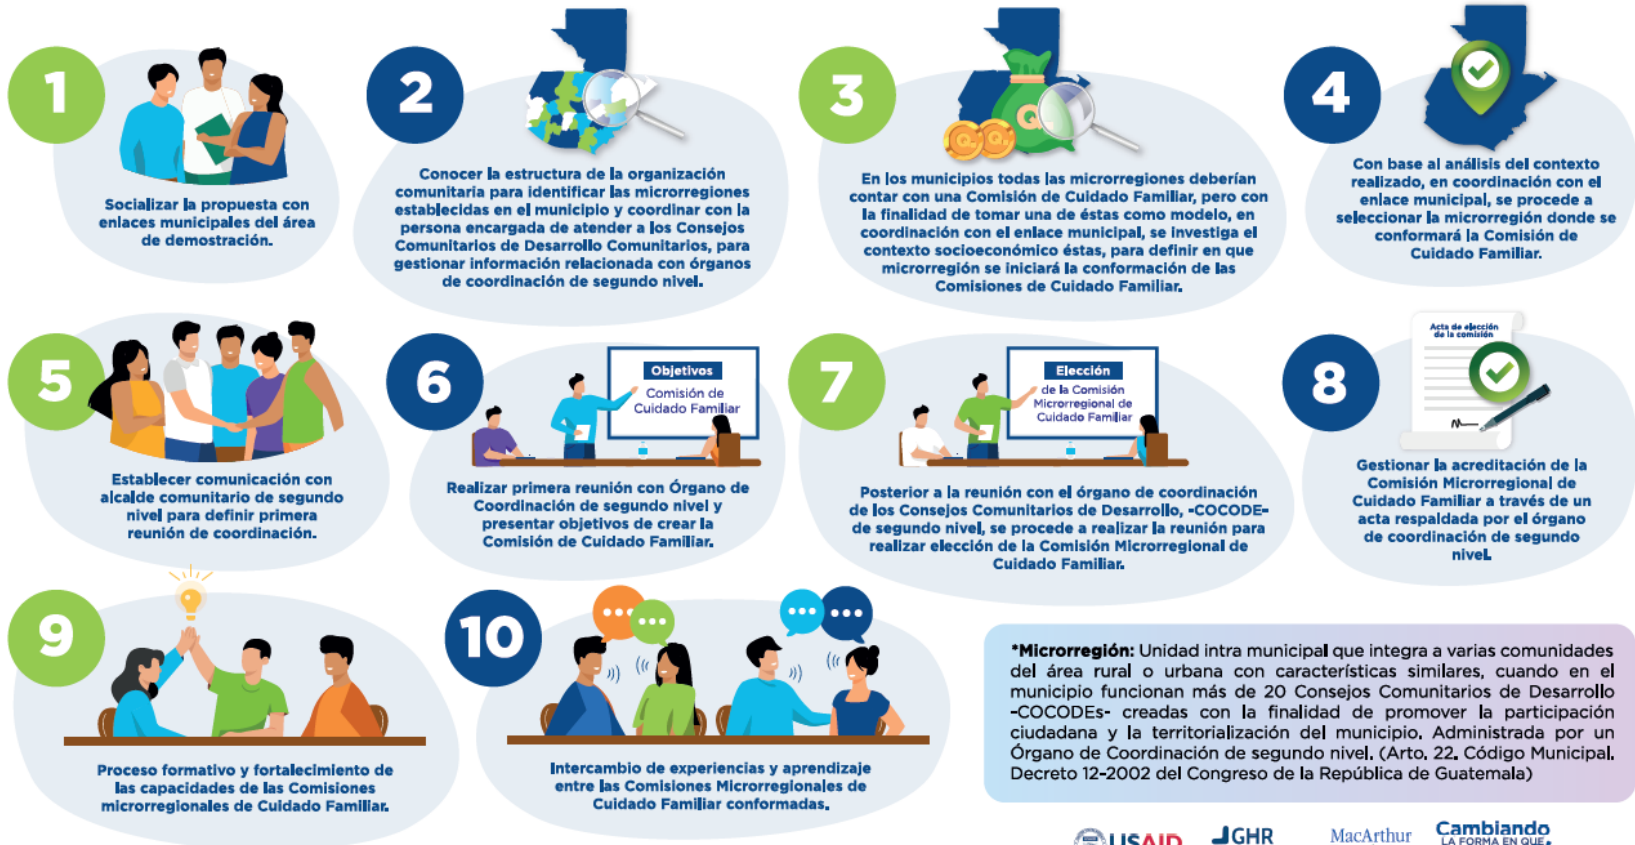 1
Socializar la propuesta con
enlaces municipales del área
de demostración.
2
Conocer la estructura de la organización
comunitaria para identificar las microrregiones
establecidas en el municipio y coordinar con la
persona encargada de atender a los Consejos
Comunitarios de Desarrollo Comunitarios, para
gestionar información relacionada con órganos
de coordinación de segundo nivel.
3
Q.
Q.
Q.
En los municipios todas las microrregiones deberían
contar con una Comisión de Cuidado Familiar, pero con
la finalidad de tomar una de éstas como modelo, en
coordinación con el enlace municipal, se investiga el
contexto socioeconómico éstas, para definir en que
microrregión se iniciará la conformación de las
Comisiones de Cuidado Familiar.
4
Con base al análisis del contexto
realizado, en coordinación con el
enlace municipal, se procede a
seleccionar la microrregión donde se
conformará la Comisión de
Cuidado Familiar.
5
Establecer comunicación con
alcalde comunitario de segundo
nivel para definir primera
reunión de coordinación.
6
Objetivos
Comisión de
Cuidado Familiar
Realizar primera reunión con Órgano de
Coordinación de segundo nivel y
presentar objetivos de crear la
Comisión de Cuidado Familiar.
7
Elección
de la Comisión
Microrregional de
Cuidado Familiar
Posterior a la reunión con el órgano de coordinación
de los Consejos Comunitarios de Desarrollo, -COCODE-
de segundo nivel, se procede a realizar la reunión para
realizar elección de la Comisión Microrregional de
Cuidado Familiar.
8
Acta de elección
de la comisión
Gestionar la acreditación de la
Comisión Microrregional de
Cuidado Familiar a través de un
acta respaldada por el órgano
de coordinación de segundo
nivel.
9
Proceso formativo y fortalecimiento de
las capacidades de las Comisiones
microrregionales de Cuidado Familiar.
10
Intercambio de experiencias y aprendizaje
entre las Comisiones Microrregionales de
Cuidado Familiar conformadas.
*Microrregión: Unidad intra municipal que integra a varias comunidades
del área rural o urbana con características similares, cuando en el
municipio funcionan más de 20 Consejos Comunitarios de Desarrollo
-COCODEs- creadas con la finalidad de promover la participación
ciudadana y la territorialización del municipio. Administrada por un
Órgano de Coordinación de segundo nivel. (Arto. 22. Código Municipal.
Decreto 12-2002 del Congreso de la República de Guatemala)
USAID
GHR
MacArthur
Cambiando
LA FORMA EN QUE